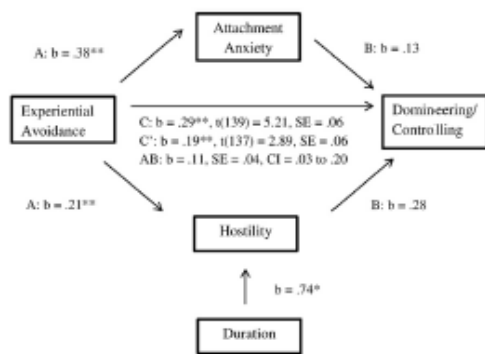 Attachment
Anxiety
A: b = .38**
B: b = .13
Experiential
Avoidance
C: b = .29**, t(139) = 5.21, SE = .06
C': b = .19**, t(137) = 2.89, SE = .06
AB: b = .11, SE = .04, CI = .03 to .20
Domineering/
Controlling
A: b = .21**
B: b = .28
Hostility
b = .74*
Duration